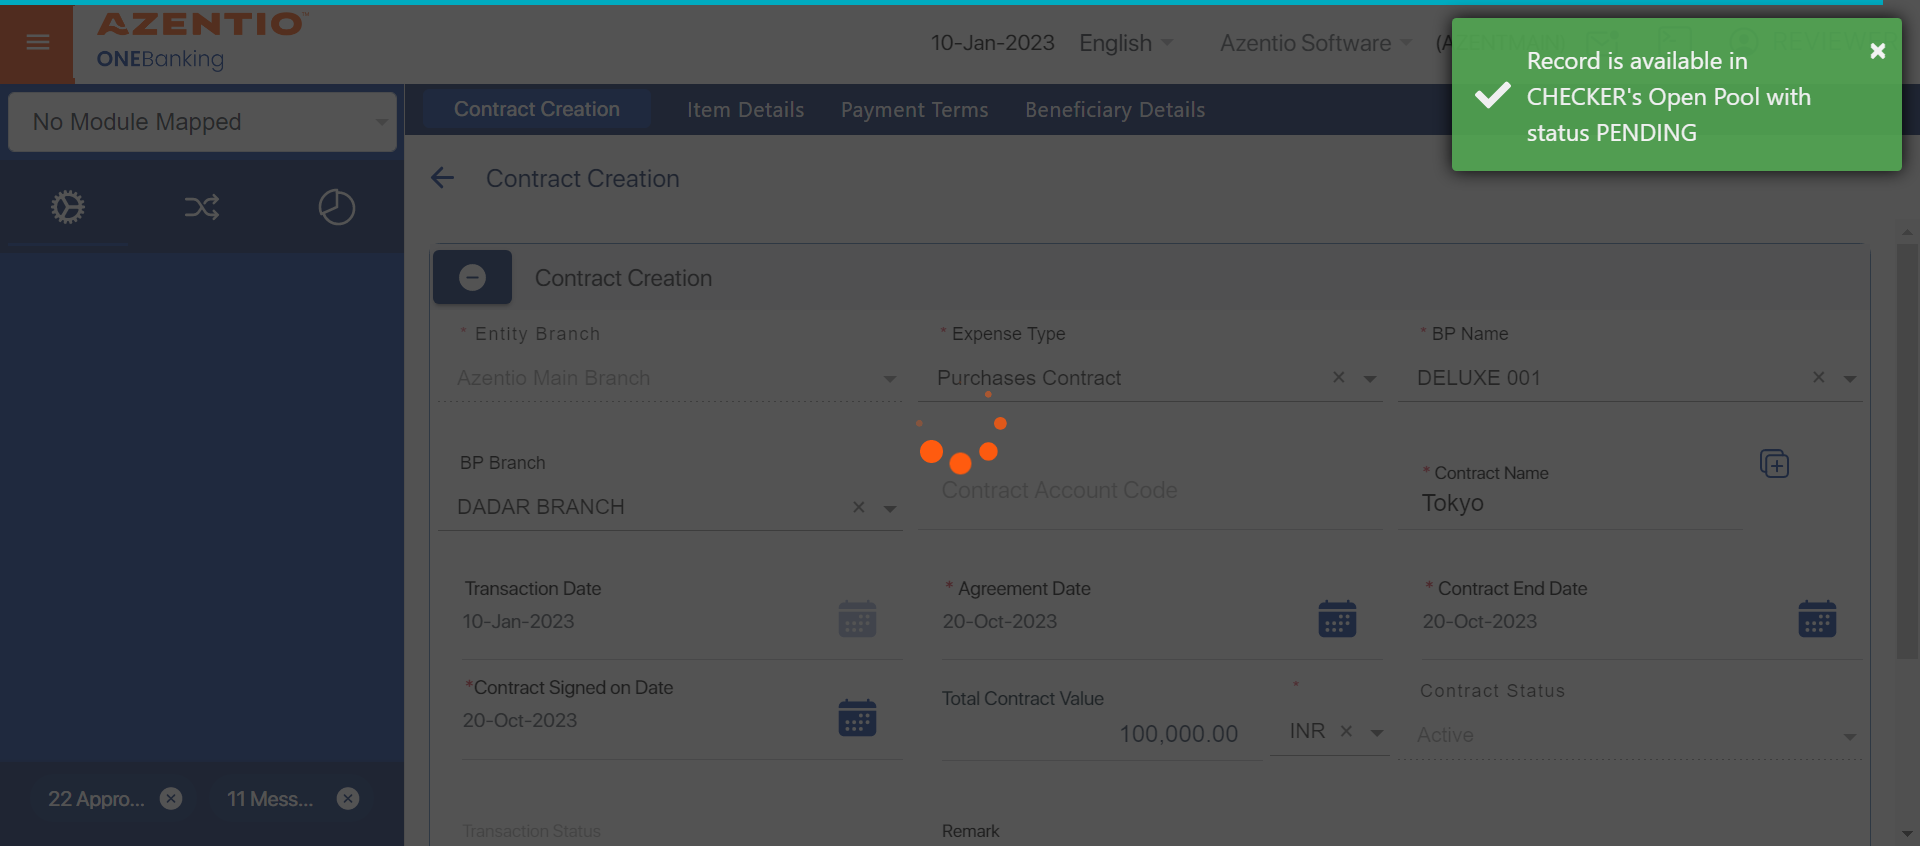 AZENTIO™
ONEBanking
10-Jan-2023
English
Azentio Software
REVIEWER
Record is available in
CHECKER's Open Pool with
status PENDING
No Module Mapped
Contract Creation
Item Details
Payment Terms
Beneficiary Details
Contract Creation
Contract Creation
* Entity Branch
Azentio Main Branch
* Expense Type
Purchases Contract
* BP Name
DELUXE 001
BP Branch
DADAR BRANCH
Contract Account Code
* Contract Name
Tokyo
Transaction Date
10-Jan-2023
* Agreement Date
20-Oct-2023
* Contract End Date
20-Oct-2023
*Contract Signed on Date
20-Oct-2023
Total Contract Value
100,000.00
*
INR
Contract Status
Active
22 Appro...
11 Mess...
Transaction Status
Remark